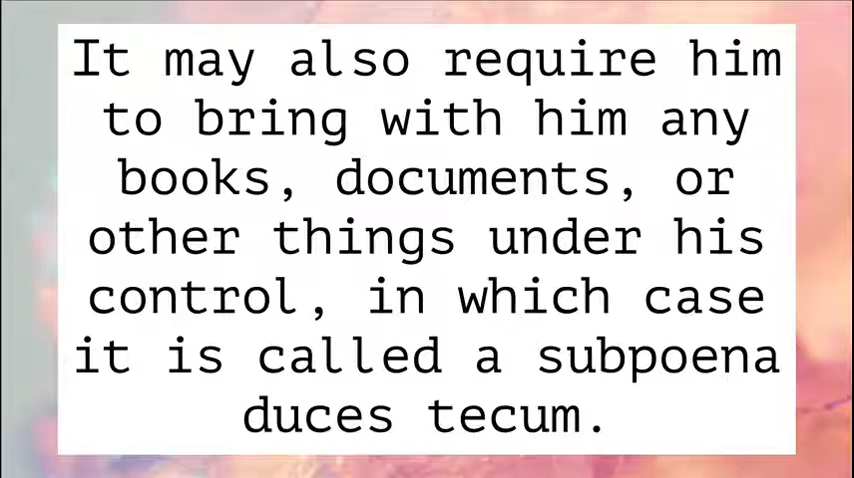 It may also require him
to bring with him any
books, documents, or
other things under his
control, in which case
it is called a subpoena
duces tecum.